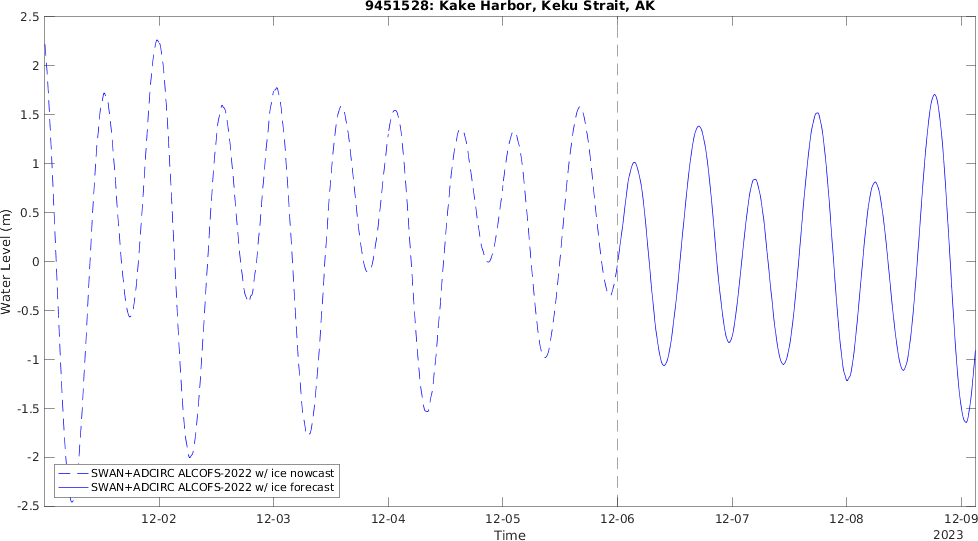 9451528: Kake Harbor, Keku Strait, AK
2.5
2
1.5
1
0.5
0
-0.5
-1
-1.5
-2
-2.5
Water Level (m)
SWAN+ADCIRC ALCOFS-2022 w/ ice nowcast
SWAN+ADCIRC ALCOFS-2022 w/ ice forecast
12-02 12-03 12-04 12-05 12-06 12-07 12-08 12-09
Time
2023